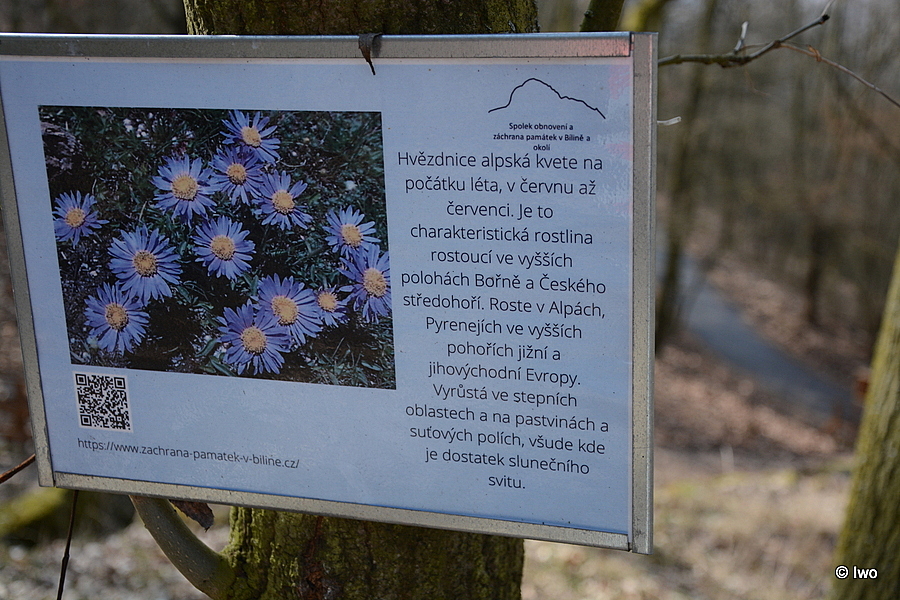 Spolek obnovení a
záchrana památek v Bílině a
okolí
Hvězdnice alpská kvete na
počátku léta, v červnu až
červenci. Je to
charakteristická rostlina
rostoucí ve vyšších
polohách Bořně a Českého
středohoří. Roste v Alpách,
Pyrenejích ve vyšších
pohořích jižní a
jihovýchodní Evropy.
Vyrůstá ve stepních
oblastech a na pastvinách a
suťových polích, všude kde
je dostatek slunečního
svitu.
https://www.zachrana-pamatek-v-biline.cz/
© Iwo